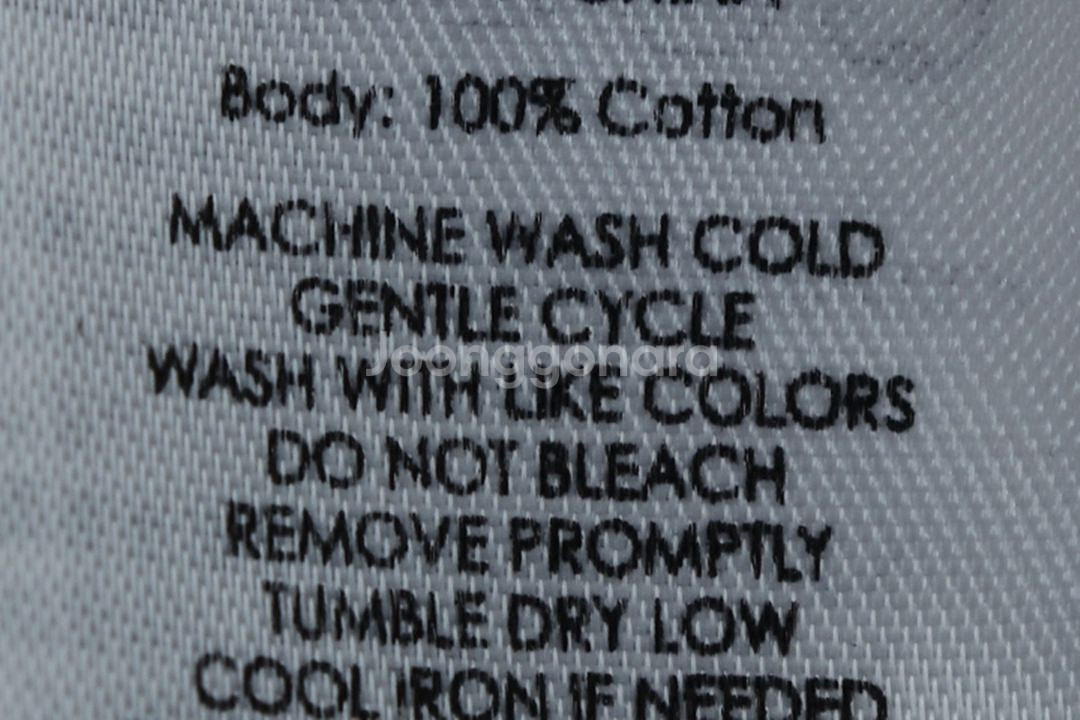 Body: 100% Cotton
MACHINE WASH COLD
GENTLE CYCLE
Joonggonara
WASH WITH LIKE COLORS
DO NOT BLEACH
REMOVE PROMPTLY
TUMBLE DRY LOW
COOL IRON IF NEEDED